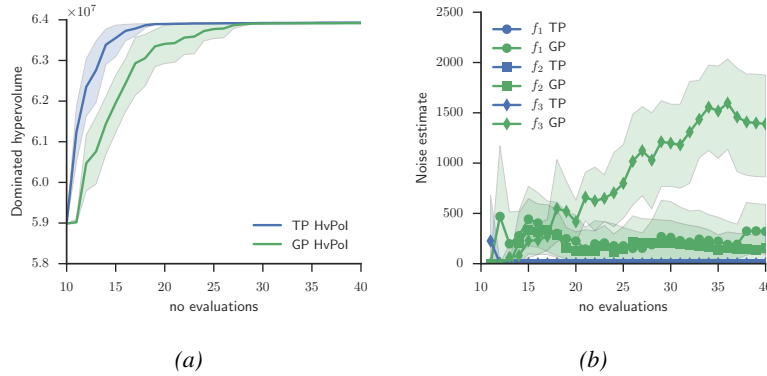 ×10⁷
6.4
6.3
6.2
6.1
6.0
5.9
5.8
Dominated hypervolume
TP HvPoI
GP HvPoI
10 15 20 25 30 35 40
no evaluations
(a)
2500
2000
1500
1000
500
0
Noise estimate
f₁ TP
f₁ GP
f₂ TP
f₂ GP
f₃ TP
f₃ GP
10 15 20 25 30 35 40
no evaluations
(b)